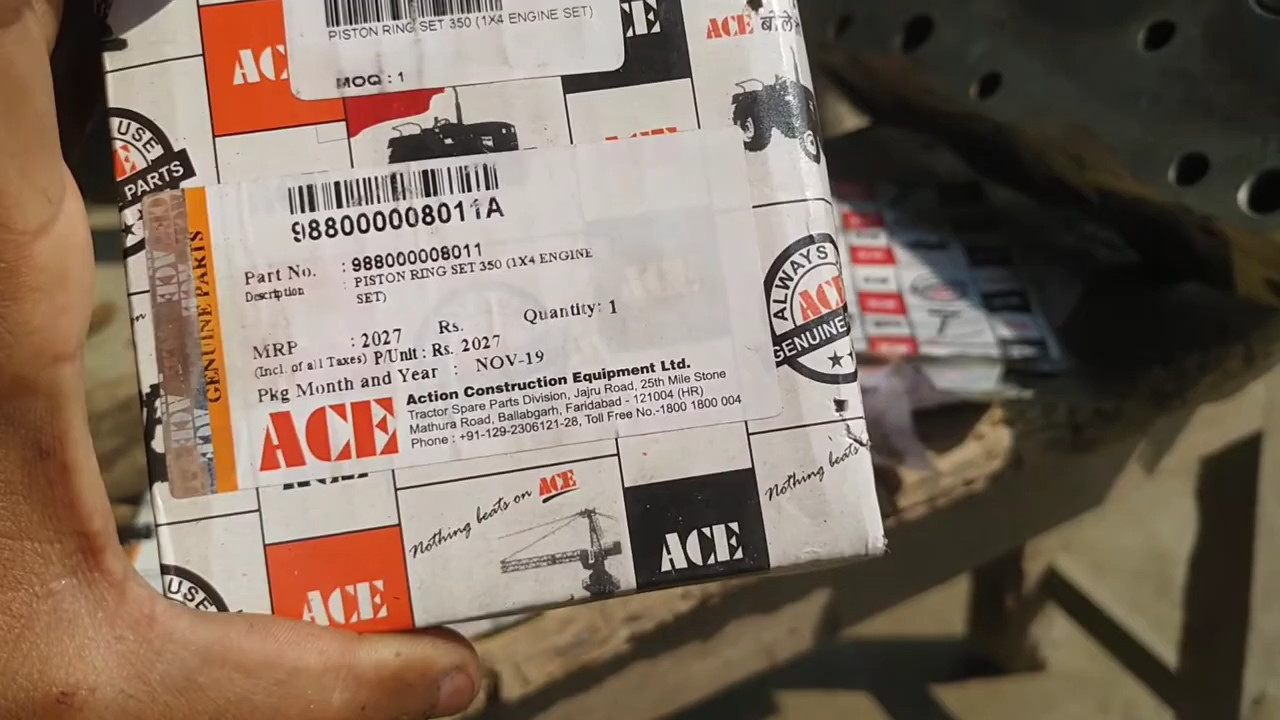 PISTON RING SET 350 (1X4 ENGINE SET)
MOQ : 1
AC
ACE
ACE
USE
PARTS
988000008011A
Part No. : 988000008011
Description : PISTON RING SET 350 (1X4 ENGINE
SET)
Quantity: 1
MRP : 2027 Rs.
(Incl. of all Taxes) P/Unit : Rs. 2027
Pkg Month and Year : NOV-19
GENUINE PARTS
ACE
Action Construction Equipment Ltd.
Tractor Spare Parts Division, Jajru Road, 25th Mile Stone
Mathura Road, Ballabgarh, Faridabad - 121004 (HR)
Phone : +91-129-2306121-28, Toll Free No.-1800 1800 004
ALWAYS
ACE
GENUINE
Nothing beats on ACE
Nothing beats
ACE
ACE
USE